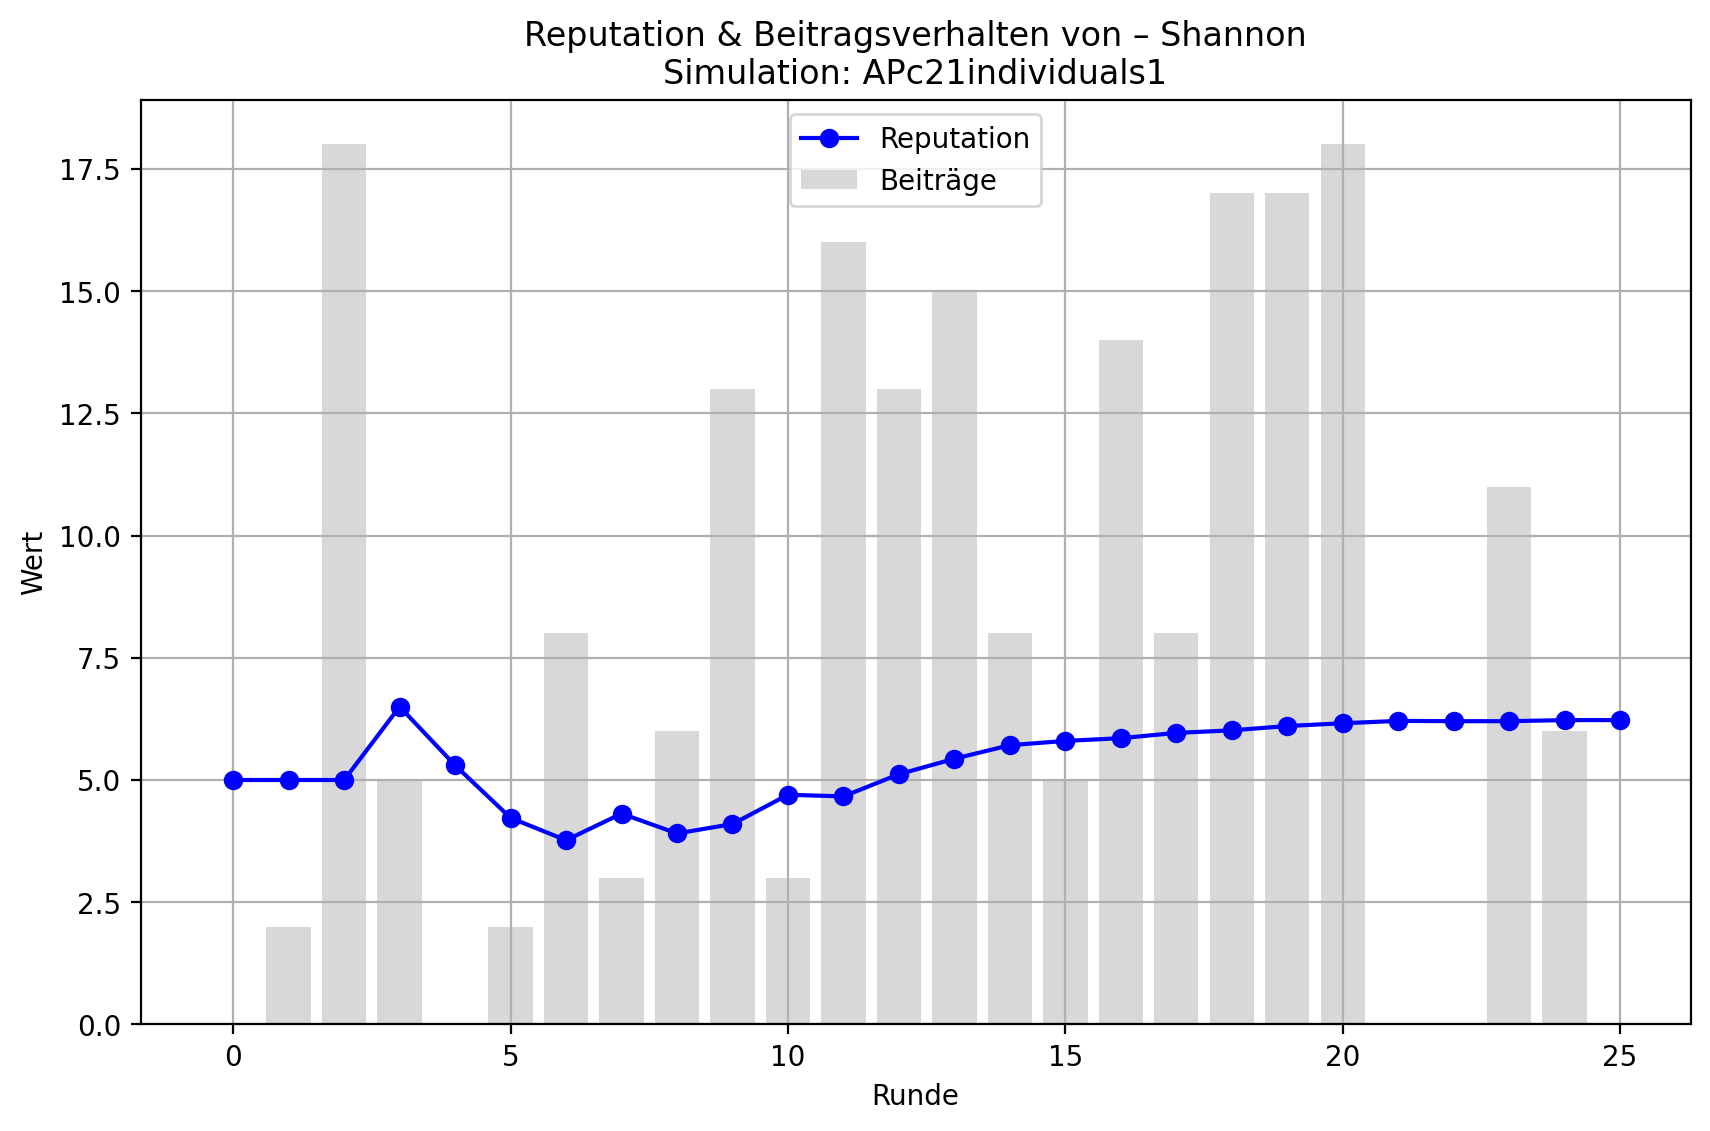 Reputation & Beitragsverhalten von – Shannon
Simulation: APc21individuals1
Reputation
Beiträge
17.5
15.0
12.5
10.0
7.5
5.0
2.5
0.0
Wert
0 5 10 15 20 25
Runde